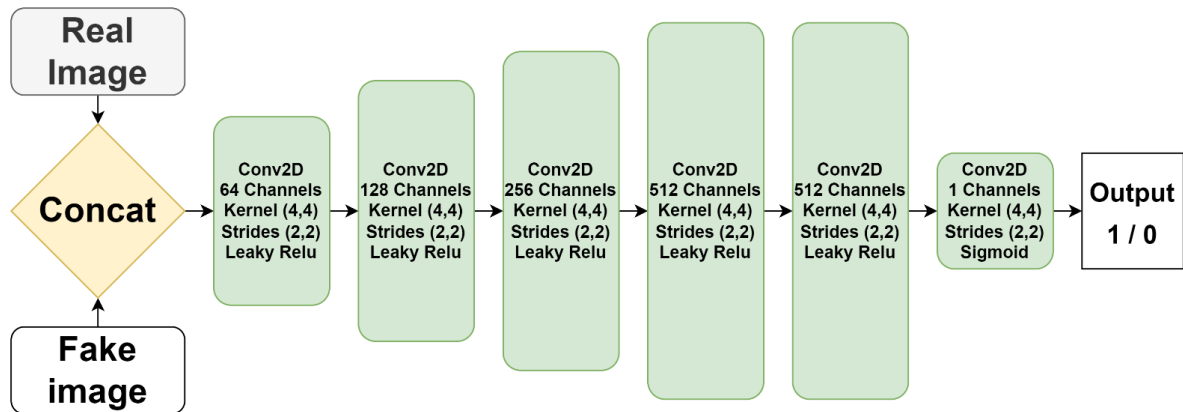 Real
Image
Concat
Fake
image
Conv2D
64 Channels
Kernel (4,4)
Strides (2,2)
Leaky Relu
Conv2D
128 Channels
Kernel (4,4)
Strides (2,2)
Leaky Relu
Conv2D
256 Channels
Kernel (4,4)
Strides (2,2)
Leaky Relu
Conv2D
512 Channels
Kernel (4,4)
Strides (2,2)
Leaky Relu
Conv2D
512 Channels
Kernel (4,4)
Strides (2,2)
Leaky Relu
Conv2D
1 Channels
Kernel (4,4)
Strides (2,2)
Sigmoid
Output
1 / 0